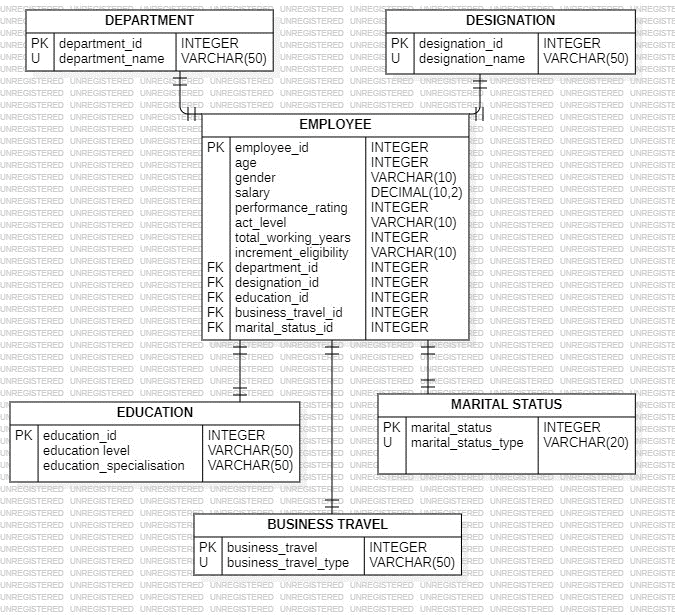 DEPARTMENT
PK department_id INTEGER
U department_name VARCHAR(50)
DESIGNATION
PK designation_id INTEGER
U designation_name VARCHAR(50)
EMPLOYEE
PK employee_id INTEGER
age INTEGER
gender VARCHAR(10)
salary DECIMAL(10,2)
performance_rating INTEGER
act_level VARCHAR(10)
total_working_years INTEGER
increment_eligibility VARCHAR(10)
FK department_id INTEGER
FK designation_id INTEGER
FK education_id INTEGER
FK business_travel_id INTEGER
FK marital_status_id INTEGER
EDUCATION
PK education_id INTEGER
education level VARCHAR(50)
education_specialisation VARCHAR(50)
MARITAL STATUS
PK marital_status INTEGER
U marital_status_type VARCHAR(20)
BUSINESS TRAVEL
PK business_travel INTEGER
U business_travel_type VARCHAR(50)
UNREGISTERED